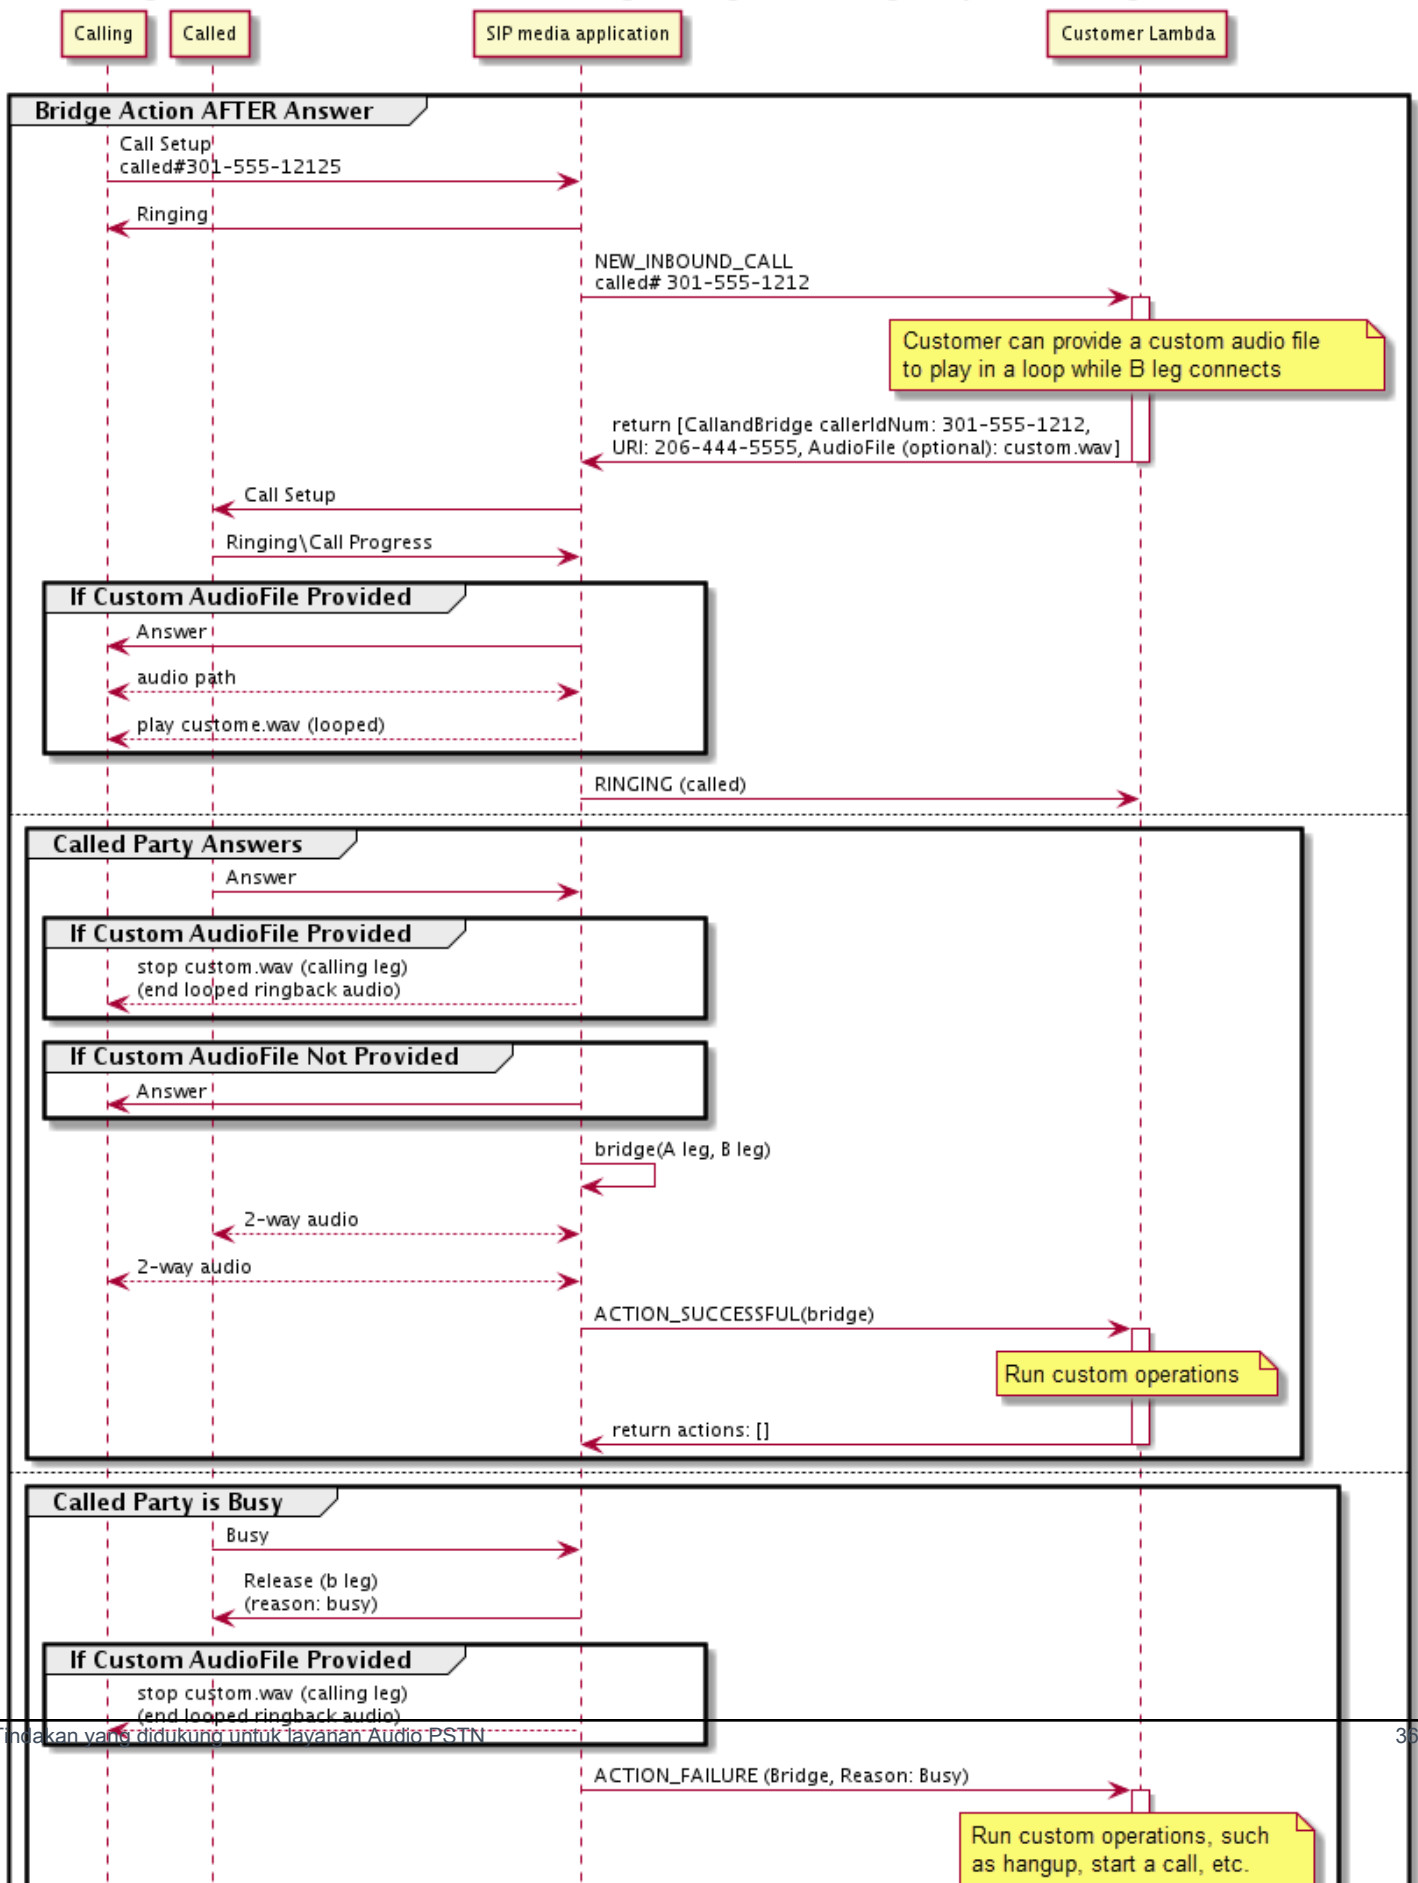 Calling
Called
SIP media application
Customer Lambda
Bridge Action AFTER Answer
Call Setup
called#301-555-12125
Ringing
NEW_INBOUND_CALL
called# 301-555-1212
Customer can provide a custom audio file
to play in a loop while B leg connects
return [CallandBridge callerIdNum: 301-555-1212,
URI: 206-444-5555, AudioFile (optional): custom.wav]
Call Setup
Ringing\Call Progress
If Custom AudioFile Provided
Answer
audio path
play custome.wav (looped)
RINGING (called)
Called Party Answers
Answer
If Custom AudioFile Provided
stop custom.wav (calling leg)
(end looped ringback audio)
If Custom AudioFile Not Provided
Answer
bridge(A leg, B leg)
2-way audio
2-way audio
ACTION_SUCCESSFUL(bridge)
Run custom operations
return actions: []
Called Party is Busy
Busy
Release (b leg)
(reason: busy)
If Custom AudioFile Provided
stop custom.wav (calling leg)
(end looped ringback audio)
Tindakan yang didukung untuk layanan Audio PSTN
ACTION_FAILURE (Bridge, Reason: Busy)
Run custom operations, such
as hangup, start a call, etc.